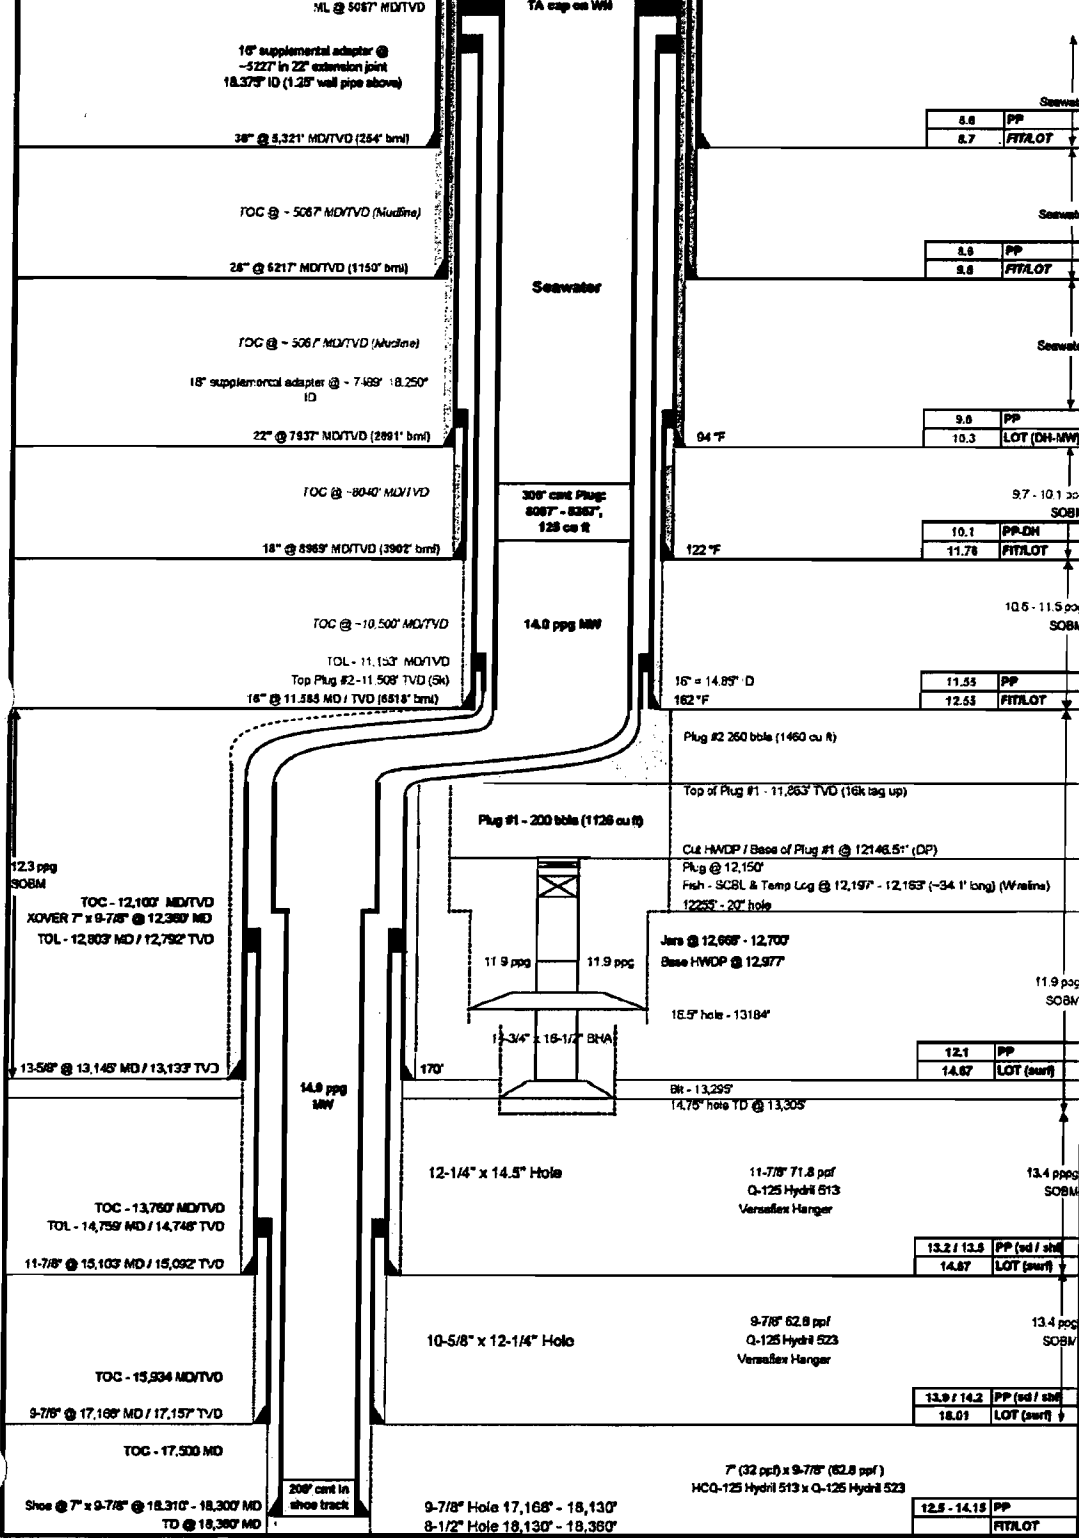 ML @ 5067' MD/TVD
TA cap on WH
16" supplemental adapter @
~5227' in 22" extension joint
18.375" ID (1.25" wall pipe above)
Seawate
8.6 PP
8.7 FIT/LOT
36" @ 5,321' MD/TVD (254' bml)
TOC @ ~ 5067' MD/TVD (Mudline)
Seawate
8.6 PP
9.8 FIT/LOT
28" @ 6217' MD/TVD (1150' bml)
Seawater
TOC @ ~ 5067' MD/TVD (Mudline)
Seawate
18" supplemental adapter @ ~ 7489' 18.250"
ID
9.6 PP
10.3 LOT (DH-MW)
22" @ 7937' MD/TVD (2891' bml)
94 °F
TOC @ ~8040' MD/TVD
300' cmt Plug:
8067' - 8367',
128 cu ft
9.7 - 10.1 pp
SOBM
10.1 PP-DH
11.78 FIT/LOT
18" @ 8969' MD/TVD (3902' bml)
122 °F
TOC @ ~10,500' MD/TVD
14.0 ppg MW
10.6 - 11.5 ppg
SOBM
TOL - 11,153' MD/TVD
Top Plug #2 - 11,508' TVD (5k)
16" @ 11,585 MD / TVD (6518' bml)
16" = 14.85" ID
162 °F
11.55 PP
12.55 FIT/LOT
Plug #2 260 bbls (1460 cu ft)
Top of Plug #1 - 11,863' TVD (16k tag up)
Plug #1 - 200 bbls (1126 cu ft)
Cut HWDP / Base of Plug #1 @ 12146.51' (DP)
12.3 ppg
SOBM
Plug @ 12,150'
Fish - SCBL & Temp Log @ 12,197' - 12,163' (~34.1' long) (Wireline)
TOC - 12,100' MD/TVD
12255' - 20" hole
XOVER 7" x 9-7/8" @ 12,360' MD
TOL - 12,803' MD / 12,792' TVD
Jars @ 12,668' - 12,700'
Base HWDP @ 12,977'
11.9 ppg 11.9 ppg
11.9 ppg
SOBM
16.5" hole - 13184'
14-3/4" x 16-1/2" BHA
12.1 PP
14.67 LOT (surf)
13-5/8" @ 13,145' MD / 13,133' TVD
170'
14.0 ppg
MW
Bit - 13,295'
14.75" hole TD @ 13,305'
12-1/4" x 14.5" Hole
11-7/8" 71.8 ppf
Q-125 Hydril 513
Versaflex Hanger
13.4 pppg
SOBM
TOC - 13,760' MD/TVD
TOL - 14,759' MD / 14,748' TVD
13.2 / 13.5 PP (sd / shl)
14.67 LOT (surf)
11-7/8" @ 15,103' MD / 15,092' TVD
10-5/8" x 12-1/4" Hole
9-7/8" 62.8 ppf
Q-125 Hydril 523
Versaflex Hanger
13.4 ppg
SOBM
TOC - 15,934 MD/TVD
13.9 / 14.2 PP (sd / shl)
16.01 LOT (surf)
9-7/8" @ 17,168' MD / 17,157' TVD
TOC - 17,500 MD
7" (32 ppf) x 9-7/8" (62.8 ppf )
HCQ-125 Hydril 513 x Q-125 Hydril 523
200' cmt in
shoe track
Shoe @ 7" x 9-7/8" @ 18,310' - 18,300' MD
TD @ 18,360' MD
9-7/8" Hole 17,168' - 18,130'
8-1/2" Hole 18,130' - 18,360'
12.5 - 14.15 PP
FIT/LOT